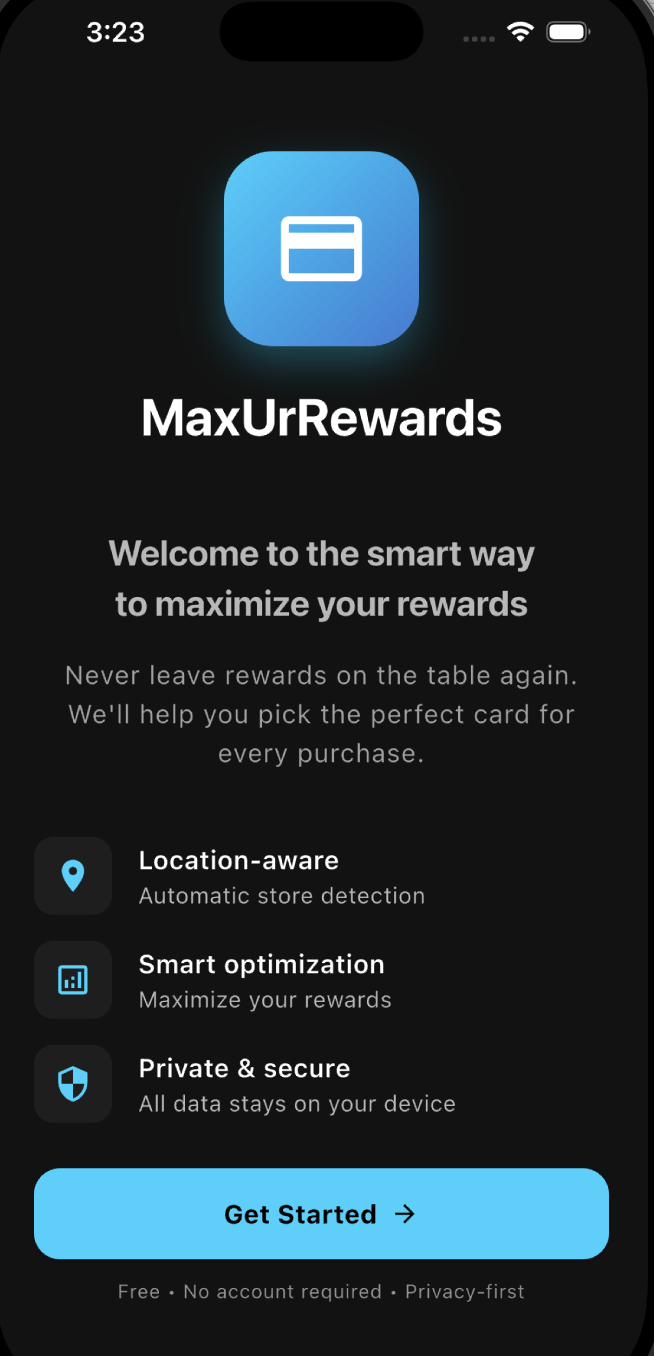 3:23
MaxUrRewards
Welcome to the smart way
to maximize your rewards
Never leave rewards on the table again.
We'll help you pick the perfect card for
every purchase.
Location-aware
Automatic store detection
Smart optimization
Maximize your rewards
Private & secure
All data stays on your device
Get Started →
Free • No account required • Privacy-first